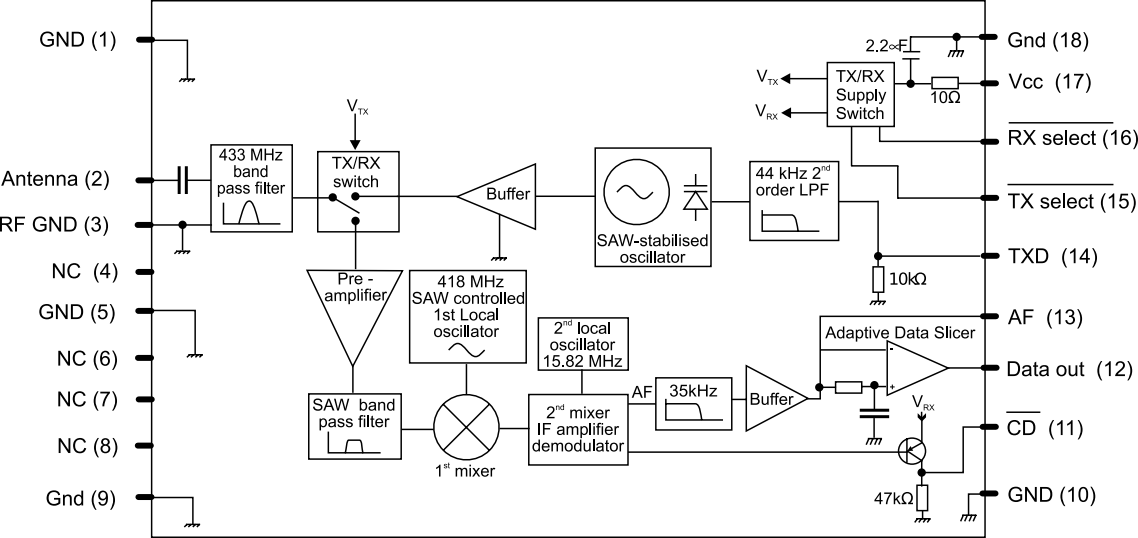 GND (1)
Antenna (2)
RF GND (3)
NC (4)
GND (5)
NC (6)
NC (7)
NC (8)
Gnd (9)
V_TX
433 MHz
band
pass filter
TX/RX
switch
Buffer
SAW-stabilised
oscillator
44 kHz 2nd
order LPF
2.2∝F
V_TX
V_RX
TX/RX
Supply
Switch
10Ω
10kΩ
Pre -
amplifier
418 MHz
SAW controlled
1st Local
oscillator
2nd local
oscillator
15.82 MHz
SAW band
pass filter
1st mixer
2nd mixer
IF amplifier
demodulator
AF
35kHz
Buffer
Adaptive Data Slicer
-
+
V_RX
47kΩ
Gnd (18)
Vcc (17)
RX select (16)
TX select (15)
TXD (14)
AF (13)
Data out (12)
CD (11)
GND (10)